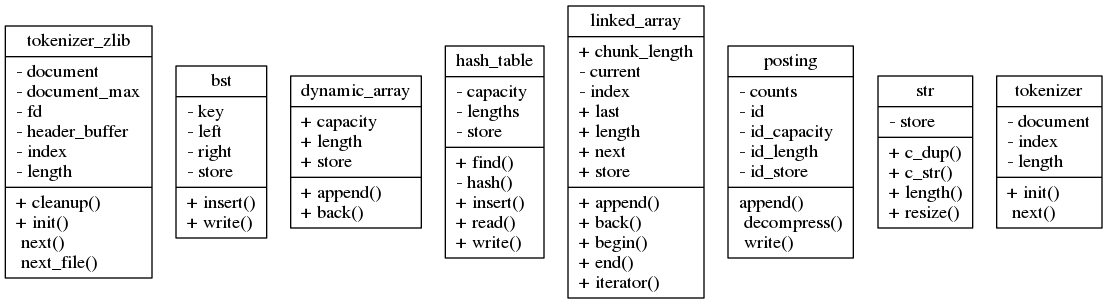 tokenizer_zlib
- document
- document_max
- fd
- header_buffer
- index
- length
+ cleanup()
+ init()
next()
next_file()
bst
- key
- left
- right
- store
+ insert()
+ write()
dynamic_array
+ capacity
+ length
+ store
+ append()
+ back()
hash_table
- capacity
- lengths
- store
+ find()
- hash()
+ insert()
+ read()
+ write()
linked_array
+ chunk_length
- current
- index
+ last
+ length
+ next
+ store
+ append()
+ back()
+ begin()
+ end()
+ iterator()
posting
- counts
- id
- id_capacity
- id_length
- id_store
append()
decompress()
write()
str
- store
+ c_dup()
+ c_str()
+ length()
+ resize()
tokenizer
- document
- index
- length
+ init()
next()